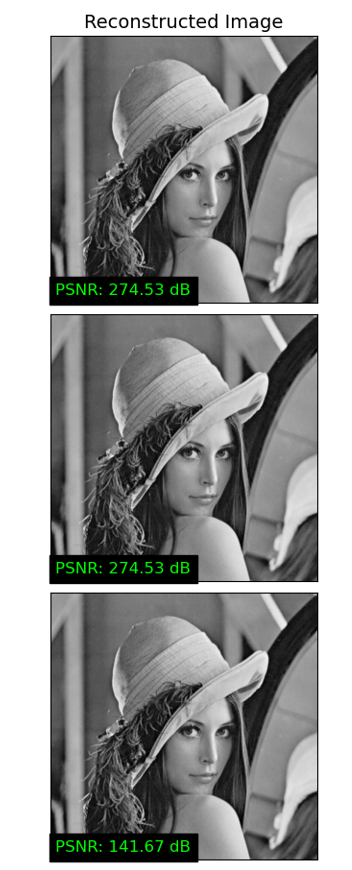 Reconstructed Image
PSNR: 274.53 dB
PSNR: 274.53 dB
PSNR: 141.67 dB